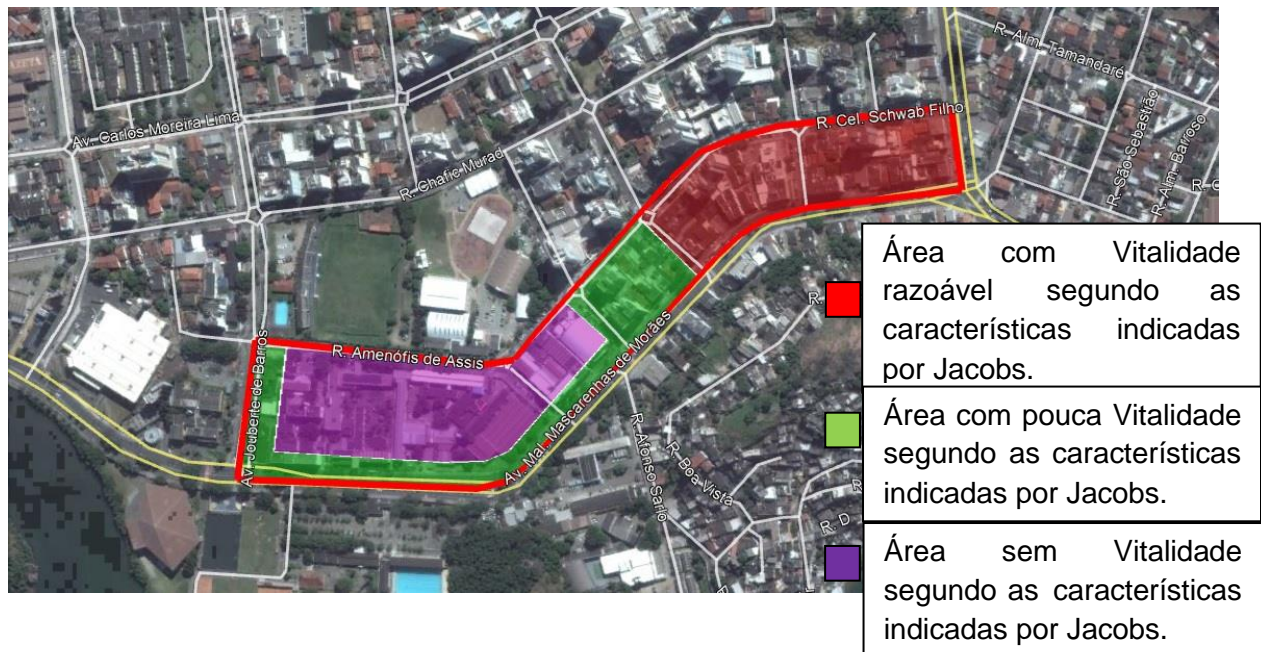 R. Alm. Tamandaré
Av. Carlos Moreira Lima
R. Cel. Schwab Filho
R. São Sebastião
R. Alm. Barroso
R. Chafic Murad
R. Amenófis de Assis
Av. Jouberte de Barros
Av. Mal. Mascarenhas de Morães
R. Afonso Sarlo
R. Boa Vista
R. D
Área com Vitalidade
razoável segundo as
características indicadas
por Jacobs.
Área com pouca Vitalidade
segundo as características
indicadas por Jacobs.
Área sem Vitalidade
segundo as características
indicadas por Jacobs.